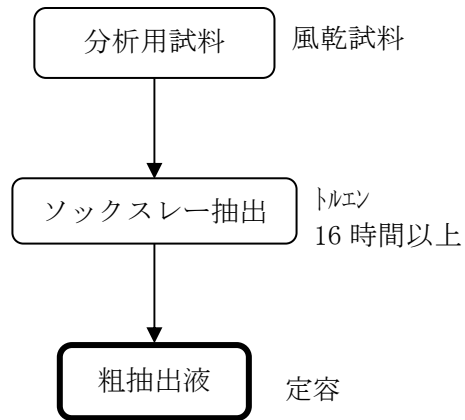 分析用試料
風乾試料
ソックスレー抽出
ﾄﾙｴﾝ
16 時間以上
粗抽出液
定容